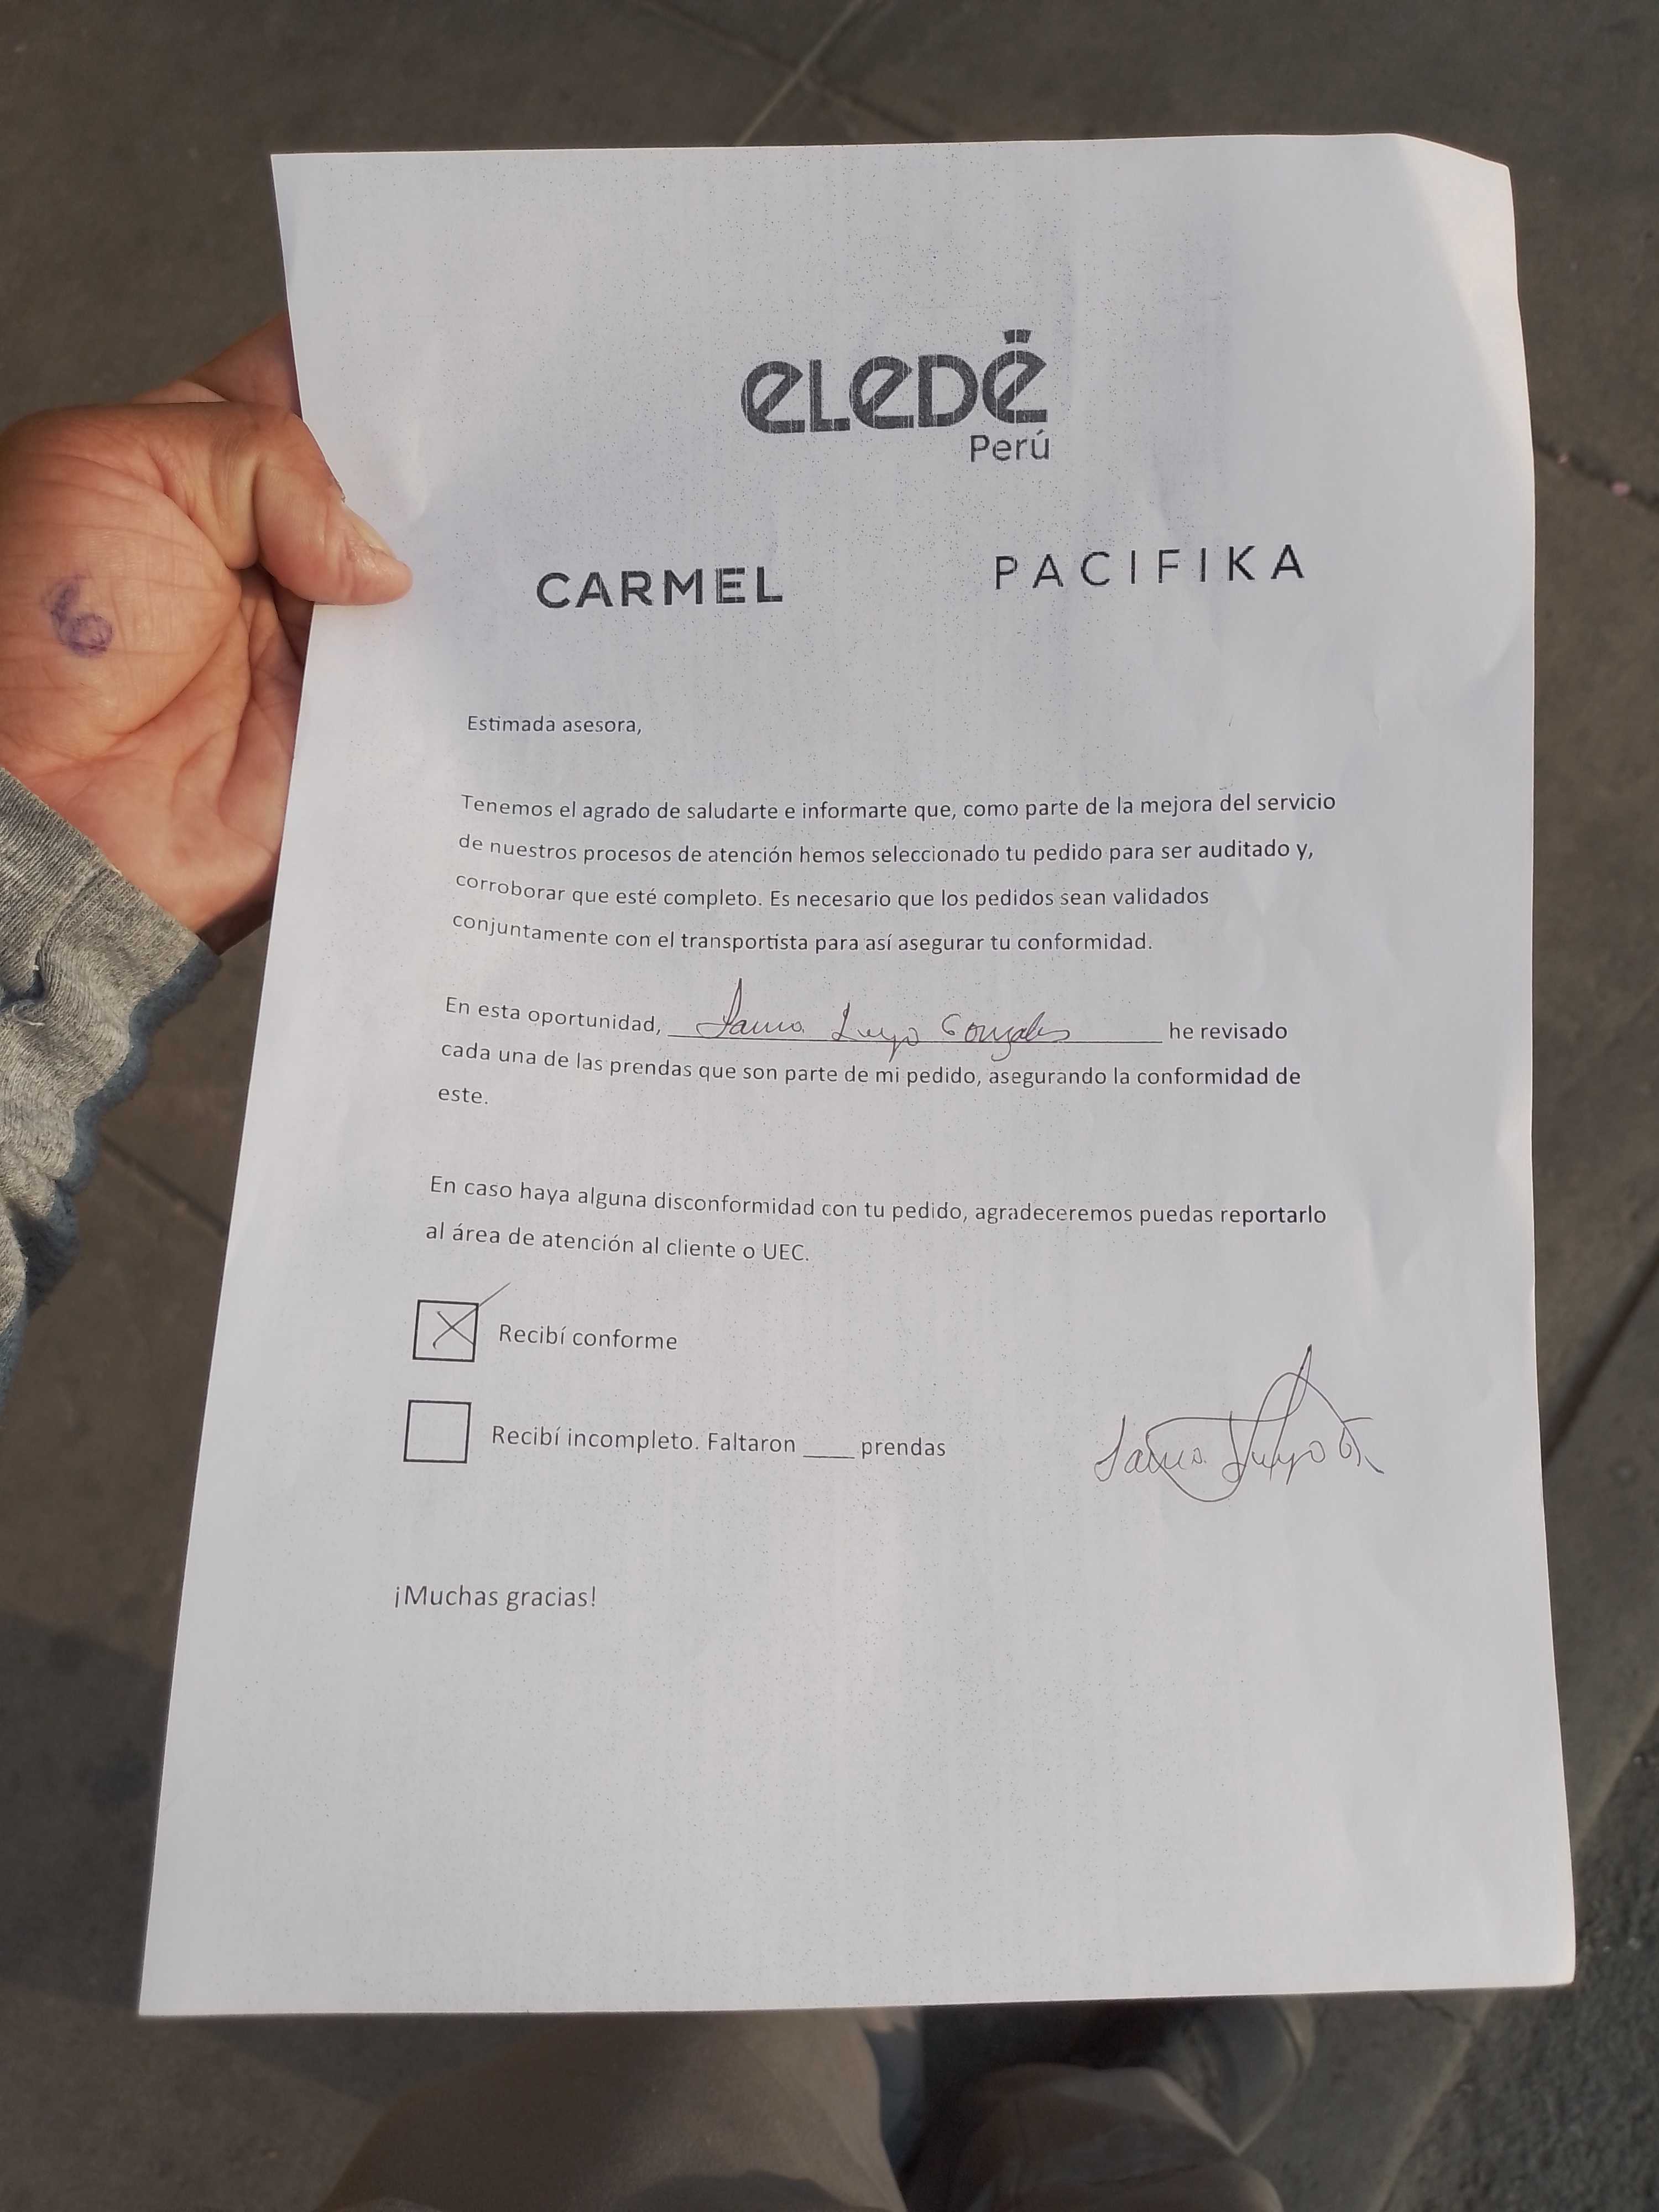 eLeDé
Perú
CARMEL PACIFIKA
Estimada asesora,
Tenemos el agrado de saludarte e informarte que, como parte de la mejora del servicio
de nuestros procesos de atención hemos seleccionado tu pedido para ser auditado y,
corroborar que esté completo. Es necesario que los pedidos sean validados
conjuntamente con el transportista para así asegurar tu conformidad.
En esta oportunidad, Gonzales he revisado
cada una de las prendas que son parte de mi pedido, asegurando la conformidad de
este.
En caso haya alguna disconformidad con tu pedido, agradeceremos puedas reportarlo
al área de atención al cliente o UEC.
X Recibí conforme
Recibí incompleto. Faltaron ____ prendas
¡Muchas gracias!
6